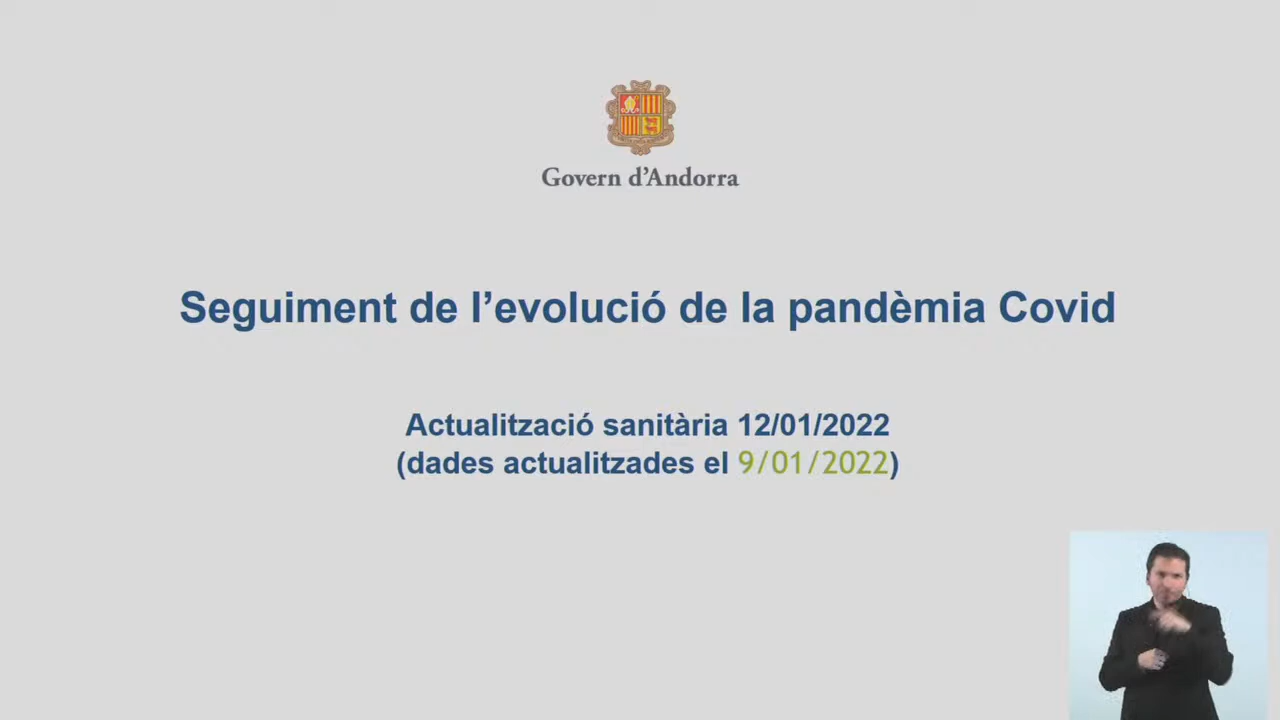 Govern d'Andorra
Seguiment de l'evolució de la pandèmia Covid
Actualització sanitària 12/01/2022
(dades actualitzades el 9/01/2022)